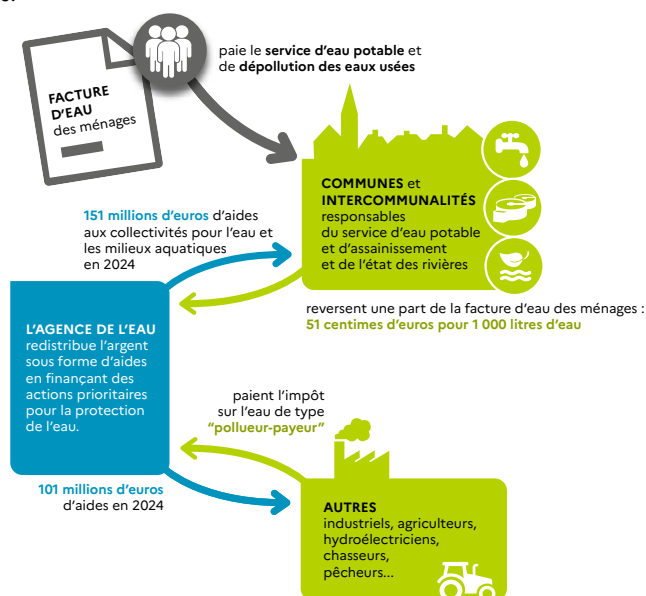 FACTURE
D'EAU
des ménages
paie le service d'eau potable et
de dépollution des eaux usées
COMMUNES et
INTERCOMMUNALITÉS
responsables
du service d'eau potable
et d'assainissement
et de l'état des rivières
151 millions d'euros d'aides
aux collectivités pour l'eau et
les milieux aquatiques
en 2024
reversent une part de la facture d'eau des ménages :
51 centimes d'euros pour 1 000 litres d'eau
L'AGENCE DE L'EAU
redistribue l'argent
sous forme d'aides
en finançant des
actions prioritaires
pour la protection
de l'eau.
paient l'impôt
sur l'eau de type
"pollueur-payeur"
101 millions d'euros
d'aides en 2024
AUTRES
industriels, agriculteurs,
hydroélectriciens,
chasseurs,
pêcheurs...